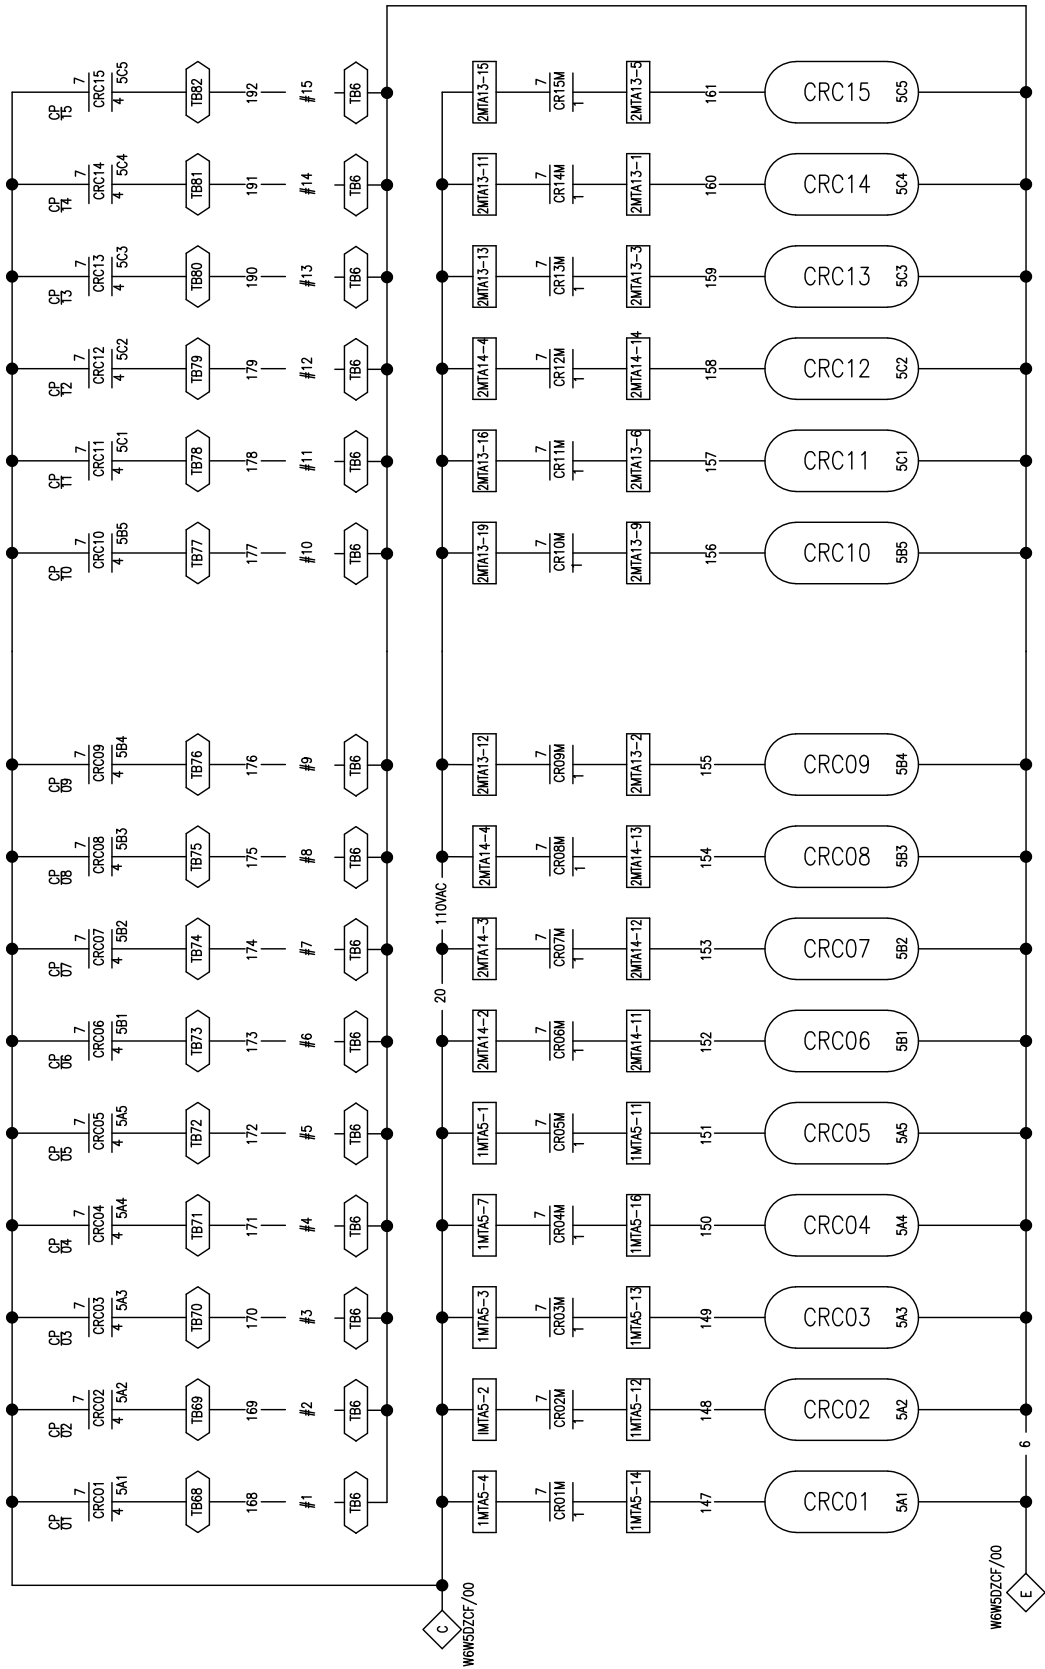 CP 01
7
CRC01
4 5A1
TB68
168
#1
TB6
CP 02
7
CRC02
4 5A2
TB69
169
#2
TB6
CP 03
7
CRC03
4 5A3
TB70
170
#3
TB6
CP 04
7
CRC04
4 5A4
TB71
171
#4
TB6
CP 05
7
CRC05
4 5A5
TB72
172
#5
TB6
CP 06
7
CRC06
4 5B1
TB73
173
#6
TB6
CP 07
7
CRC07
4 5B2
TB74
174
#7
TB6
CP 08
7
CRC08
4 5B3
TB75
175
#8
TB6
CP 09
7
CRC09
4 5B4
TB76
176
#9
TB6
CP 10
7
CRC10
4 5B5
TB77
177
#10
TB6
CP 11
7
CRC11
4 5C1
TB78
178
#11
TB6
CP 12
7
CRC12
4 5C2
TB79
179
#12
TB6
CP 13
7
CRC13
4 5C3
TB80
190
#13
TB6
CP 14
7
CRC14
4 5C4
TB81
191
#14
TB6
CP 15
7
CRC15
4 5C5
TB82
192
#15
TB6
C
W6W5DZCF/00
20
110VAC
1MTA5-4
7
CR01M
1
1MTA5-14
147
CRC01
5A1
1MTA5-2
7
CR02M
1
1MTA5-12
148
CRC02
5A2
1MTA5-3
7
CR03M
1
1MTA5-13
149
CRC03
5A3
1MTA5-7
7
CR04M
1
1MTA5-16
150
CRC04
5A4
1MTA5-1
7
CR05M
1
1MTA5-11
151
CRC05
5A5
2MTA14-2
7
CR06M
1
2MTA14-11
152
CRC06
5B1
2MTA14-3
7
CR07M
1
2MTA14-12
153
CRC07
5B2
2MTA14-4
7
CR08M
1
2MTA14-13
154
CRC08
5B3
2MTA13-12
7
CR09M
1
2MTA13-2
155
CRC09
5B4
2MTA13-19
7
CR10M
1
2MTA13-9
156
CRC10
5B5
2MTA13-16
7
CR11M
1
2MTA13-6
157
CRC11
5C1
2MTA14-4
7
CR12M
1
2MTA14-14
158
CRC12
5C2
2MTA13-13
7
CR13M
1
2MTA13-3
159
CRC13
5C3
2MTA13-11
7
CR14M
1
2MTA13-1
160
CRC14
5C4
2MTA13-15
7
CR15M
1
2MTA13-5
161
CRC15
5C5
W6W5DZCF/00
E
6